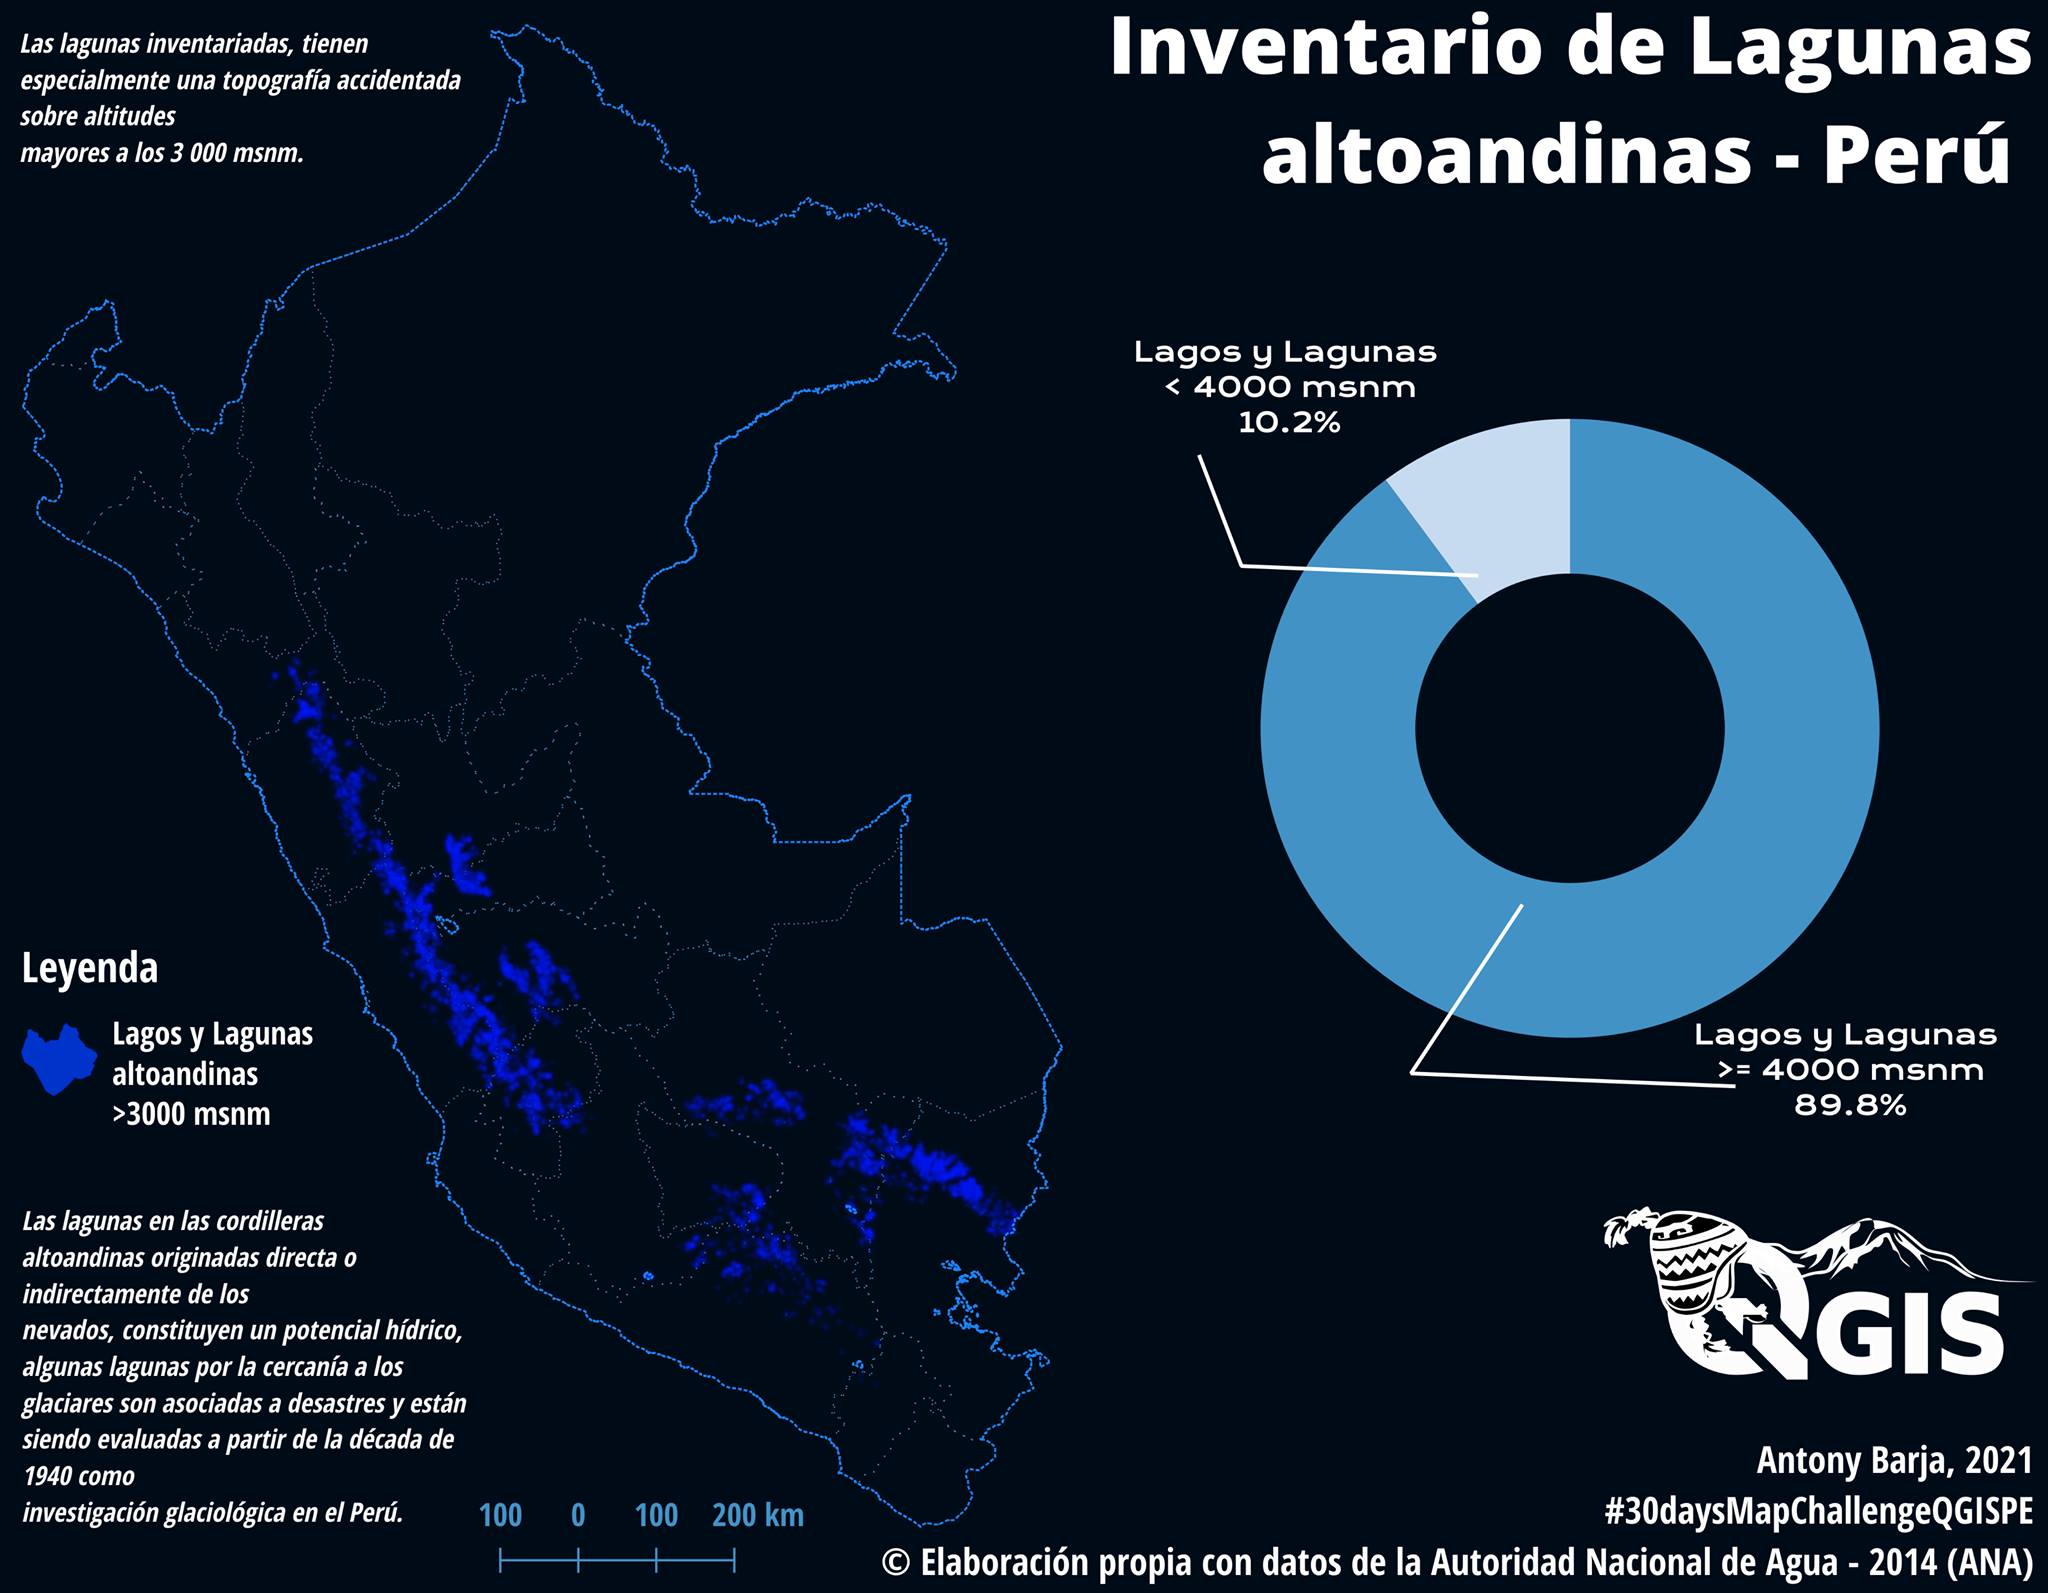 Inventario de Lagunas
altoandinas - Perú
Las lagunas inventariadas, tienen
especialmente una topografía accidentada
sobre altitudes
mayores a los 3 000 msnm.
Lagos y Lagunas
< 4000 msnm
10.2%
Lagos y Lagunas
>= 4000 msnm
89.8%
Leyenda
Lagos y Lagunas
altoandinas
>3000 msnm
Las lagunas en las cordilleras
altoandinas originadas directa o
indirectamente de los
nevados, constituyen un potencial hídrico,
algunas lagunas por la cercanía a los
glaciares son asociadas a desastres y están
siendo evaluadas a partir de la década de
1940 como
investigación glaciológica en el Perú.
100 0 100 200 km
QGIS
Antony Barja, 2021
#30daysMapChallengeQGISPE
© Elaboración propia con datos de la Autoridad Nacional de Agua - 2014 (ANA)